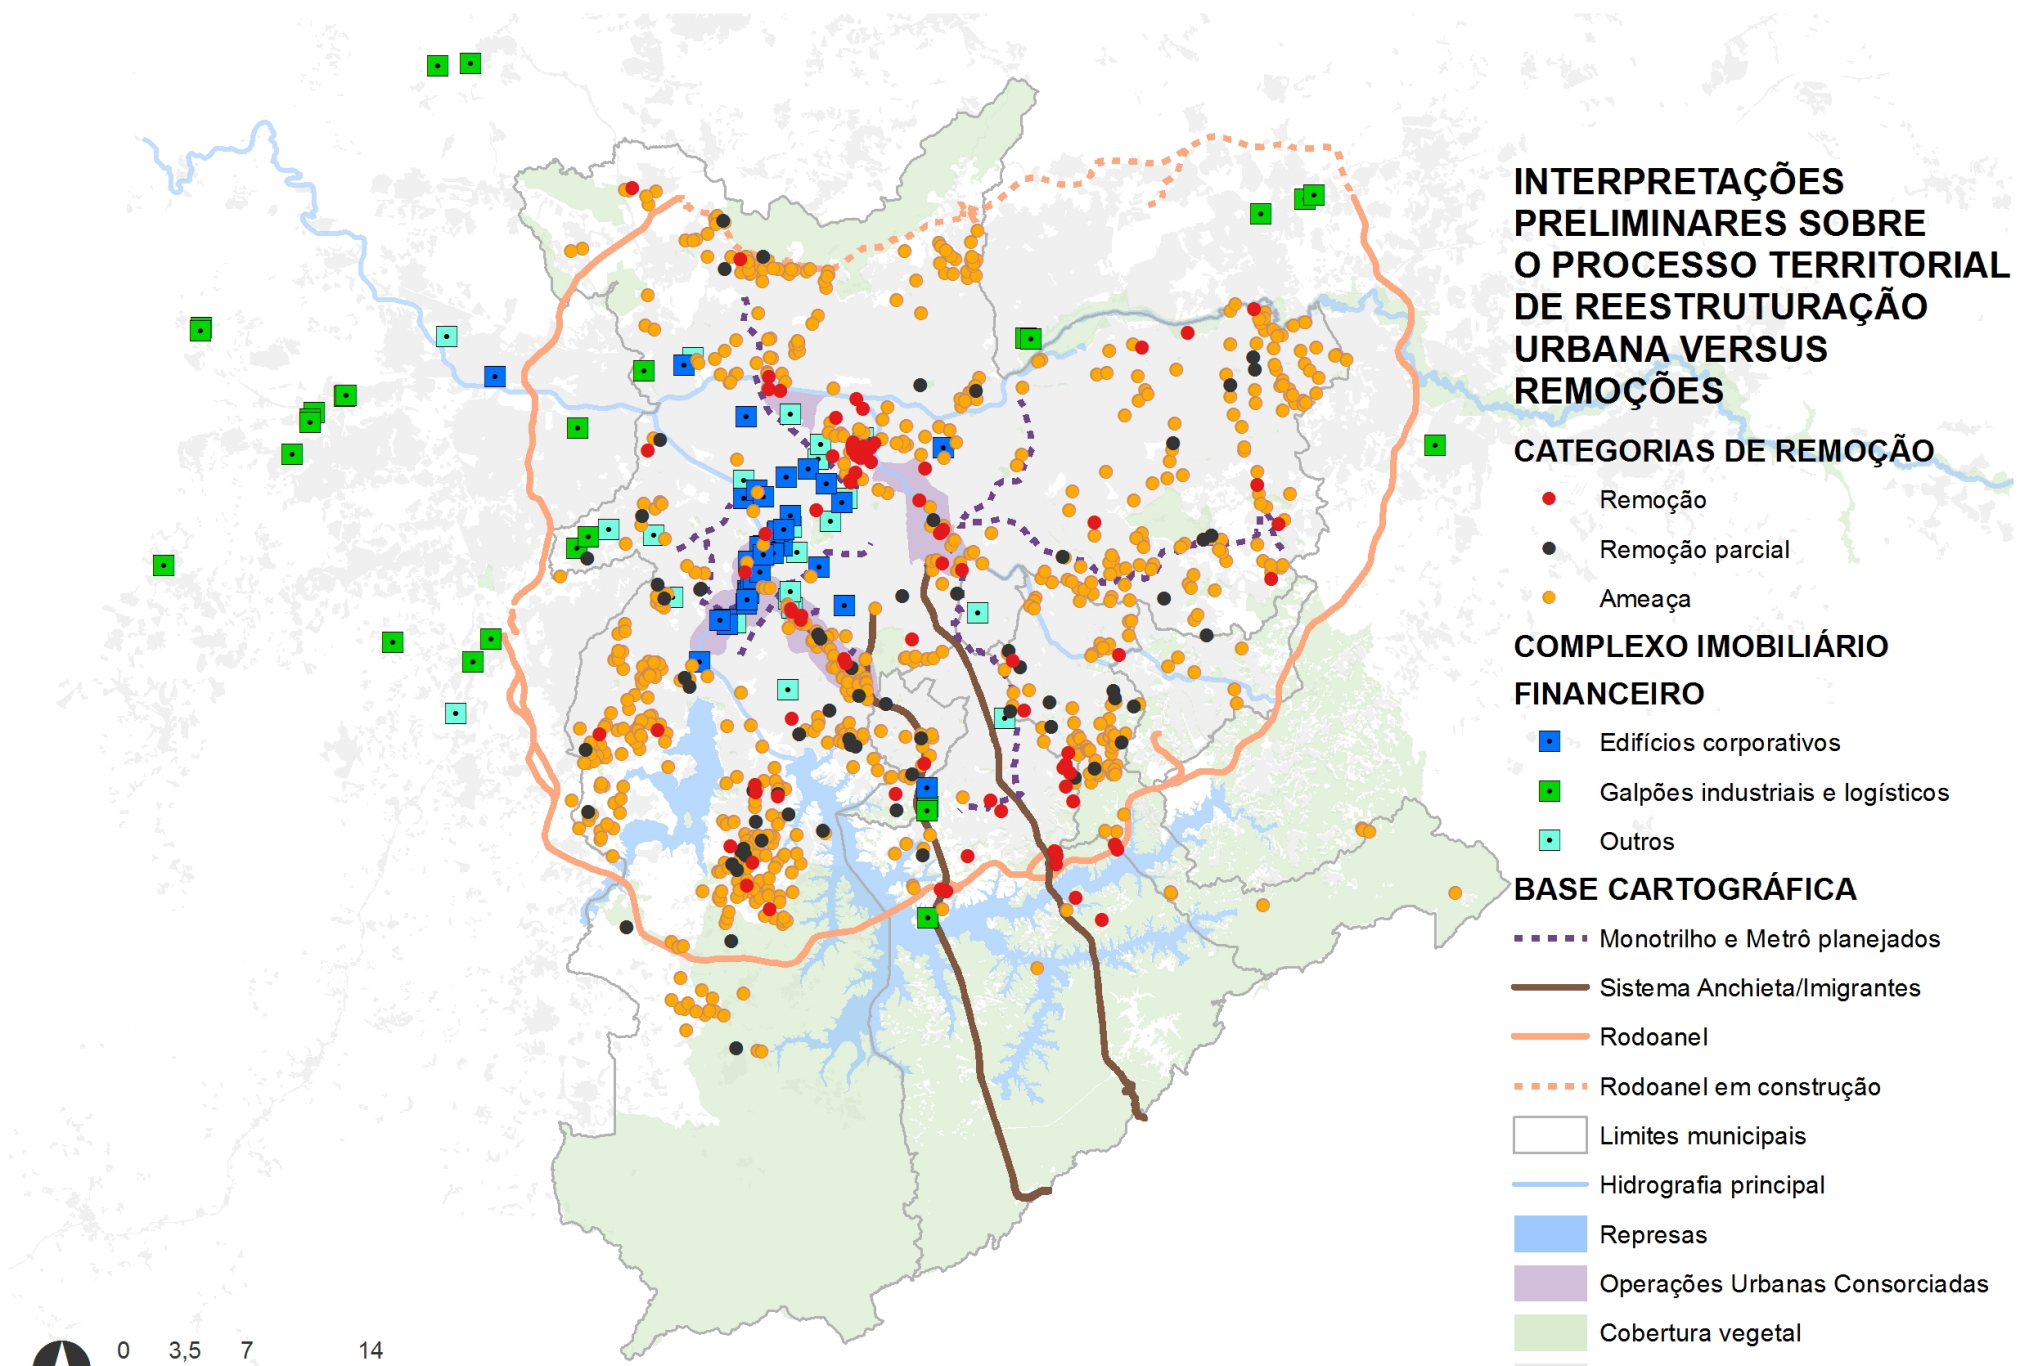 INTERPRETAÇÕES
PRELIMINARES SOBRE
O PROCESSO TERRITORIAL
DE REESTRUTURAÇÃO
URBANA VERSUS
REMOÇÕES
CATEGORIAS DE REMOÇÃO
Remoção
Remoção parcial
Ameaça
COMPLEXO IMOBILIÁRIO
FINANCEIRO
Edifícios corporativos
Galpões industriais e logísticos
Outros
BASE CARTOGRÁFICA
Monotrilho e Metrô planejados
Sistema Anchieta/Imigrantes
Rodoanel
Rodoanel em construção
Limites municipais
Hidrografia principal
Represas
Operações Urbanas Consorciadas
Cobertura vegetal
0 3,5 7 14